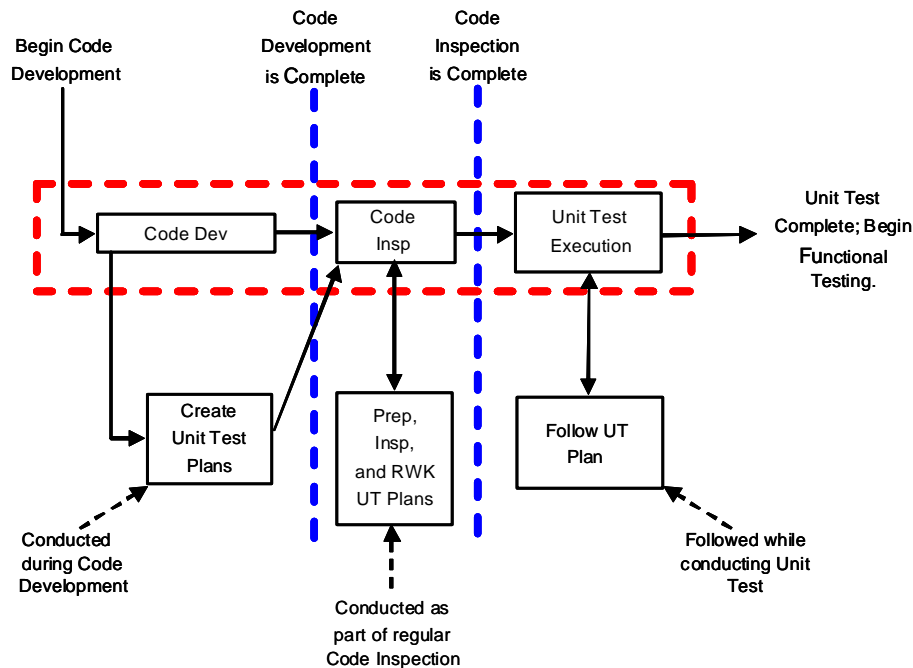 Begin Code
Development
Code
Development
is Complete
Code
Inspection
is Complete
Code Dev
Code
Insp
Unit Test
Execution
Unit Test
Complete; Begin
Functional
Testing.
Create
Unit Test
Plans
Prep,
Insp,
and RWK
UT Plans
Follow UT
Plan
Conducted
during Code
Development
Conducted as
part of regular
Code Inspection
Followed while
conducting Unit
Test